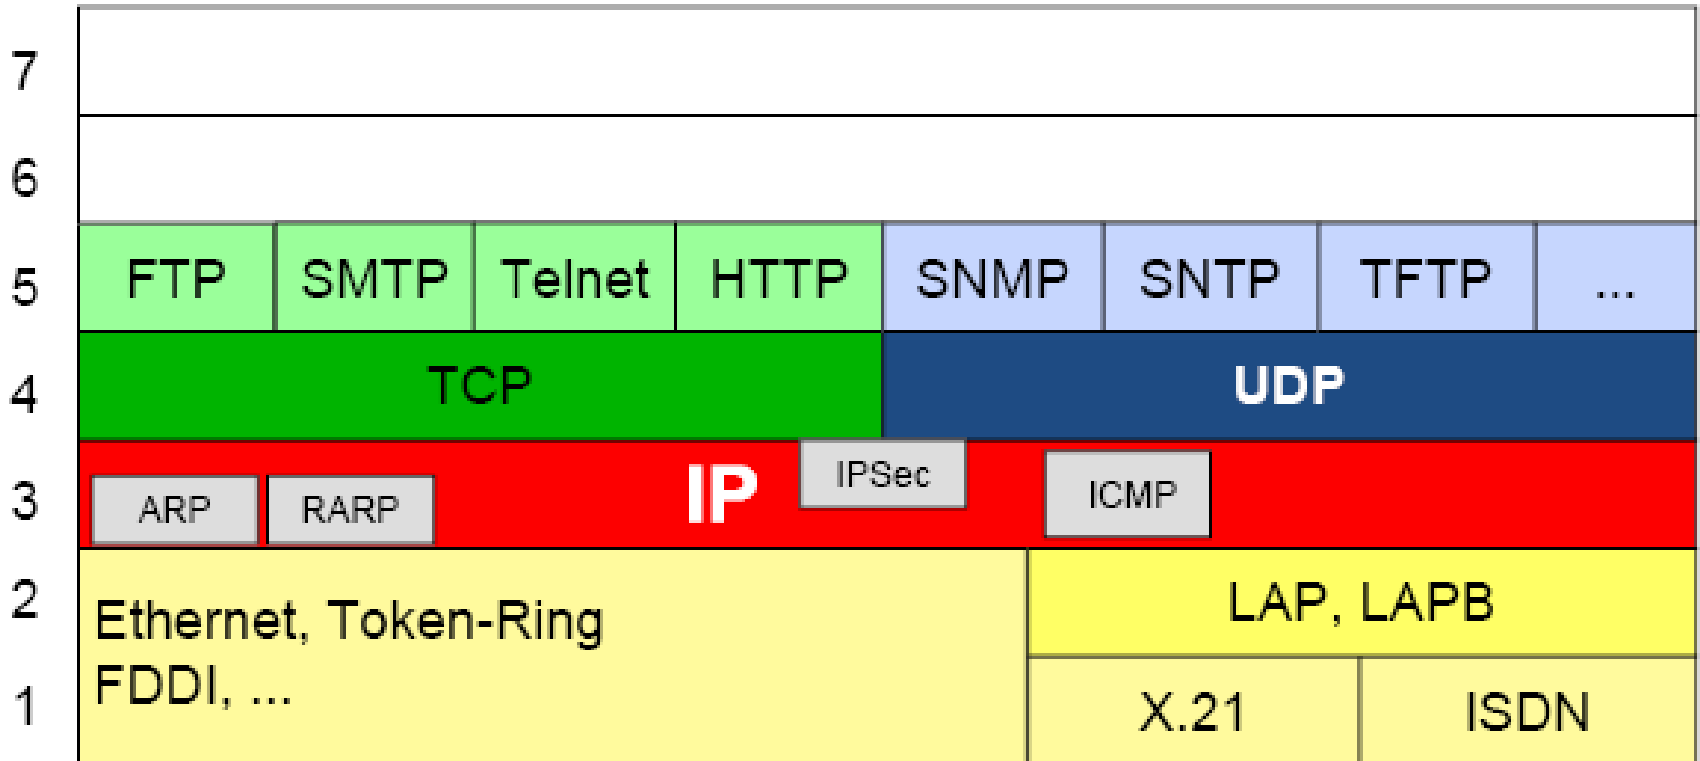 7
6
5 FTP SMTP Telnet HTTP SNMP SNTP TFTP ...
4 TCP UDP
3 ARP RARP IP IPSec ICMP
2 Ethernet, Token-Ring LAP, LAPB
1 FDDI, ... X.21 ISDN